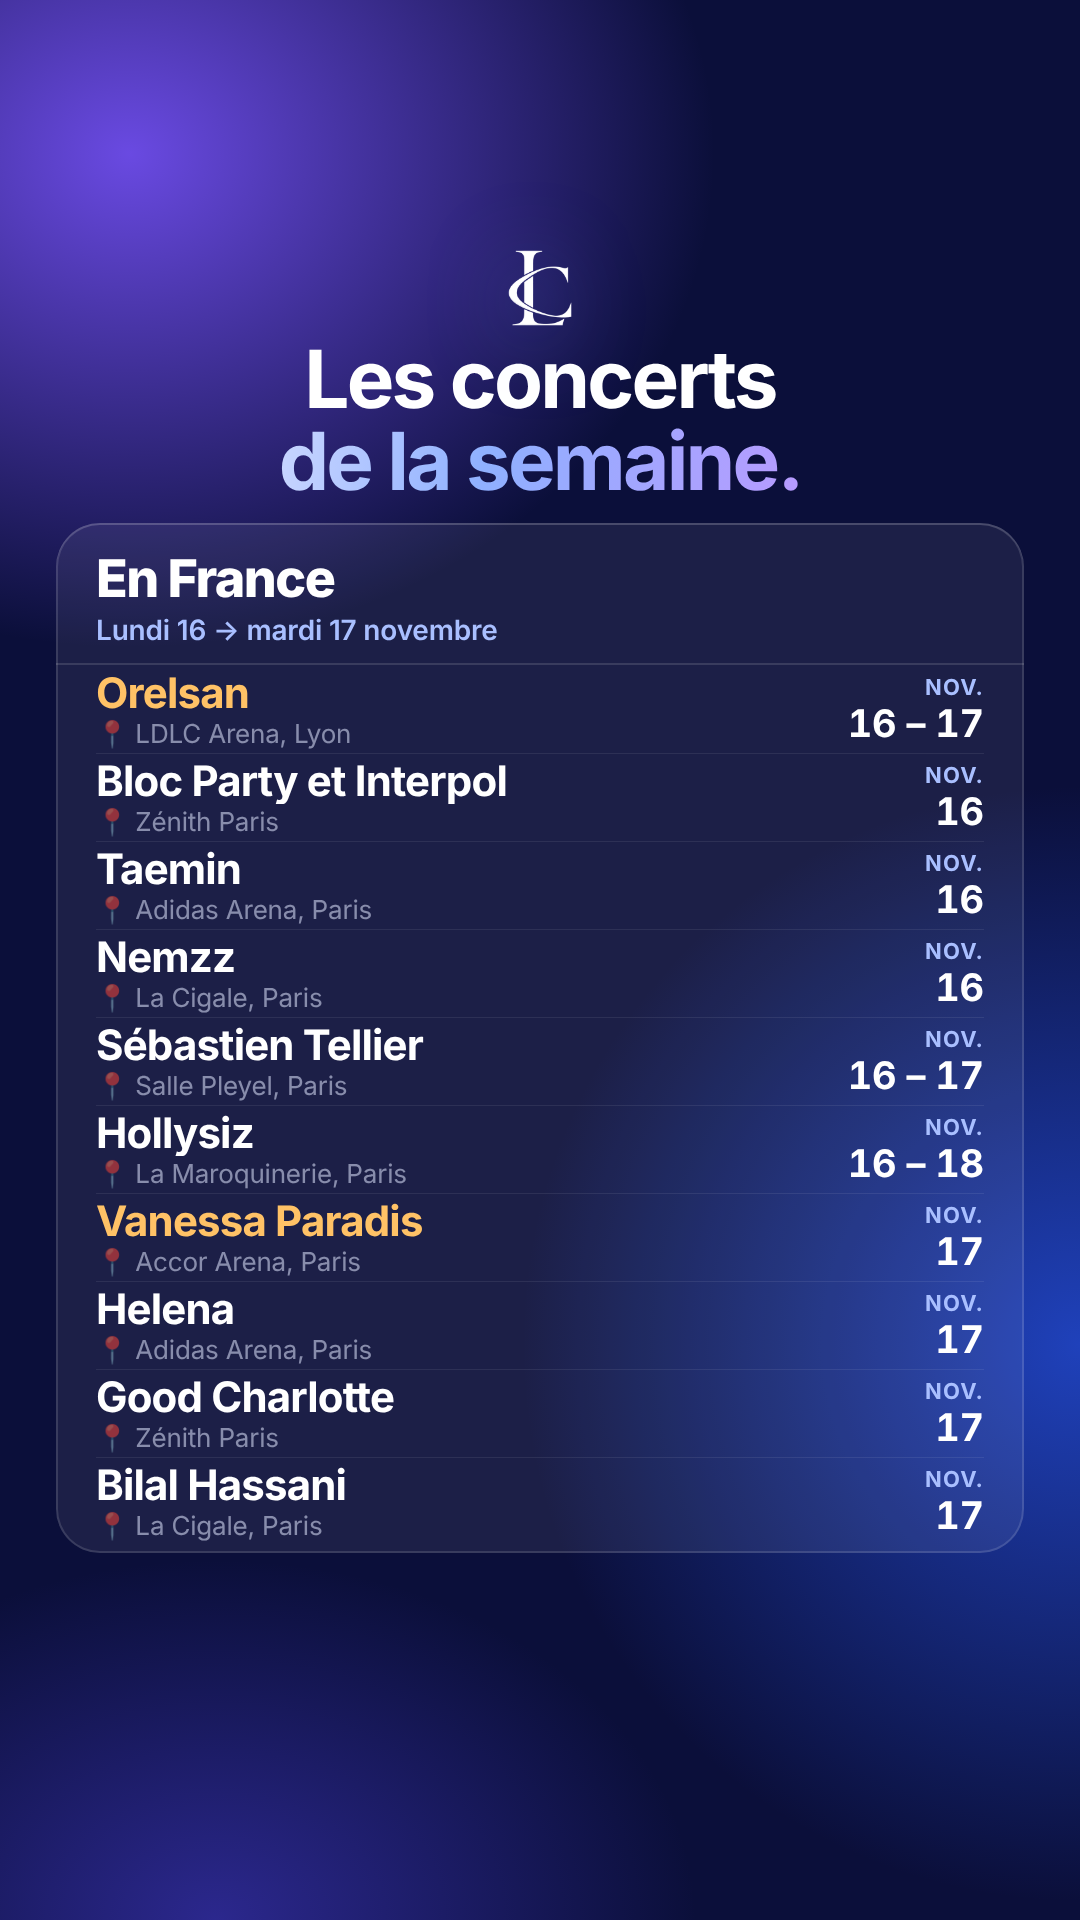 LC
Les concerts
de la semaine.
En France
Lundi 16 → mardi 17 novembre
Orelsan
📍 LDLC Arena, Lyon
NOV.
16 – 17
Bloc Party et Interpol
📍 Zénith Paris
NOV.
16
Taemin
📍 Adidas Arena, Paris
NOV.
16
Nemzz
📍 La Cigale, Paris
NOV.
16
Sébastien Tellier
📍 Salle Pleyel, Paris
NOV.
16 – 17
Hollysiz
📍 La Maroquinerie, Paris
NOV.
16 – 18
Vanessa Paradis
📍 Accor Arena, Paris
NOV.
17
Helena
📍 Adidas Arena, Paris
NOV.
17
Good Charlotte
📍 Zénith Paris
NOV.
17
Bilal Hassani
📍 La Cigale, Paris
NOV.
17